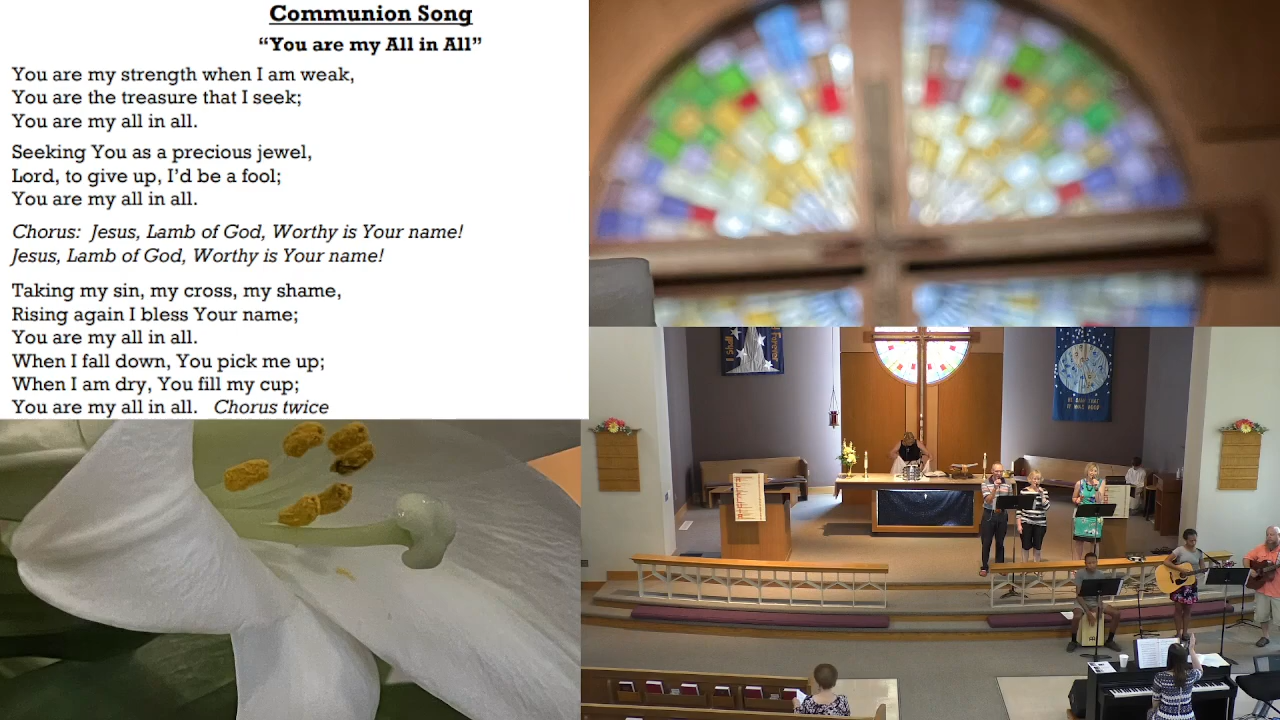 Communion Song
“You are my All in All”
You are my strength when I am weak,
You are the treasure that I seek;
You are my all in all.
Seeking You as a precious jewel,
Lord, to give up, I’d be a fool;
You are my all in all.
Chorus:  Jesus, Lamb of God, Worthy is Your name!
Jesus, Lamb of God, Worthy is Your name!
Taking my sin, my cross, my shame,
Rising again I bless Your name;
You are my all in all.
When I fall down, You pick me up;
When I am dry, You fill my cup;
You are my all in all.   Chorus twice